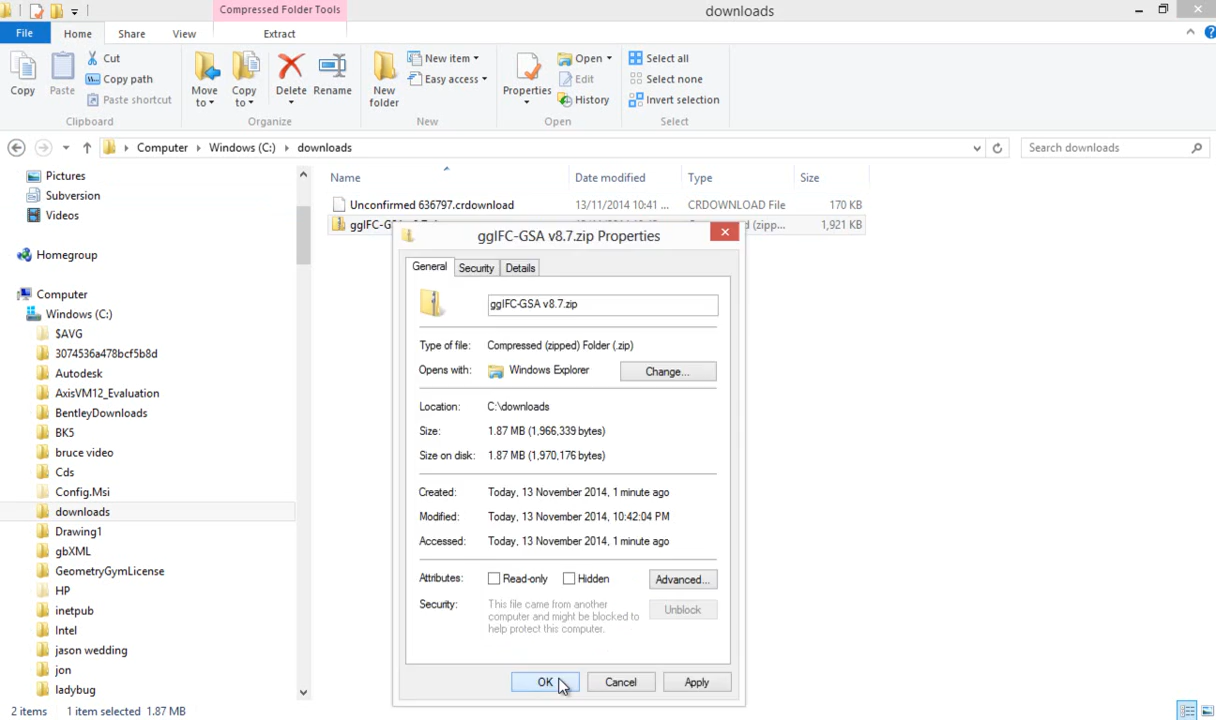 Compressed Folder Tools
downloads
File
Home
Share
View
Extract
Copy
Paste
Cut
Copy path
Paste shortcut
Clipboard
Move to
Copy to
Delete
Rename
Organize
New folder
New item
Easy access
New
Properties
Open
Edit
History
Open
Select all
Select none
Invert selection
Select
Computer
Windows (C:)
downloads
Search downloads
Pictures
Subversion
Videos
Homegroup
Computer
Windows (C:)
$AVG
3074536a478bcf5b8d
Autodesk
AxisVM12_Evaluation
BentleyDownloads
BK5
bruce video
Cds
Config.Msi
downloads
Drawing1
gbXML
GeometryGymLicense
HP
inetpub
Intel
jason wedding
jon
ladybug
Name
Date modified
Type
Size
Unconfirmed 636797.crdownload
13/11/2014 10:41 ...
CRDOWNLOAD File
170 KB
1,921 KB
ggIFC-GSA v8.7.zip Properties
General
Security
Details
ggIFC-GSA v8.7.zip
Type of file: Compressed (zipped) Folder (.zip)
Opens with: Windows Explorer
Change...
Location: C:\downloads
Size: 1.87 MB (1,966,339 bytes)
Size on disk: 1.87 MB (1,970,176 bytes)
Created: Today, 13 November 2014, 1 minute ago
Modified: Today, 13 November 2014, 10:42:04 PM
Accessed: Today, 13 November 2014, 1 minute ago
Attributes: Read-only Hidden
Advanced...
Security: This file came from another
computer and might be blocked to
help protect this computer.
Unblock
OK
Cancel
Apply
2 items
1 item selected 1.87 MB